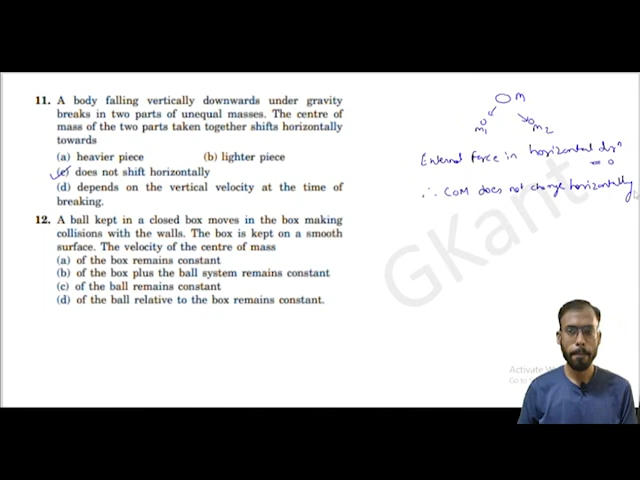 11. A body falling vertically downwards under gravity
breaks in two parts of unequal masses. The centre of
mass of the two parts taken together shifts horizontally
towards
(a) heavier piece (b) lighter piece
(c) does not shift horizontally
(d) depends on the vertical velocity at the time of
breaking.
12. A ball kept in a closed box moves in the box making
collisions with the walls. The box is kept on a smooth
surface. The velocity of the centre of mass
(a) of the box remains constant
(b) of the box plus the ball system remains constant
(c) of the ball remains constant
(d) of the ball relative to the box remains constant.
m
m1 m2
External force in horizontal dirn
= 0
∴ COM does not change horizontally
GKant
Activate
Go to